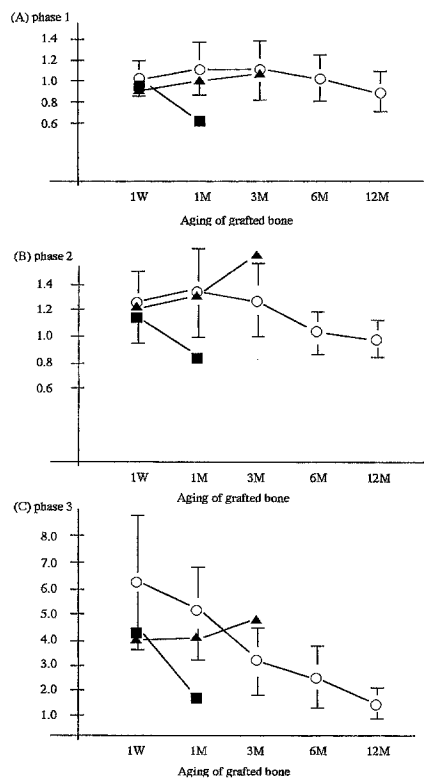 (A) phase 1
1.4
1.2
1.0
0.8
0.6
1W 1M 3M 6M 12M
Aging of grafted bone
(B) phase 2
1.4
1.2
1.0
0.8
0.6
1W 1M 3M 6M 12M
Aging of grafted bone
(C) phase 3
8.0
7.0
6.0
5.0
4.0
3.0
2.0
1.0
1W 1M 3M 6M 12M
Aging of grafted bone